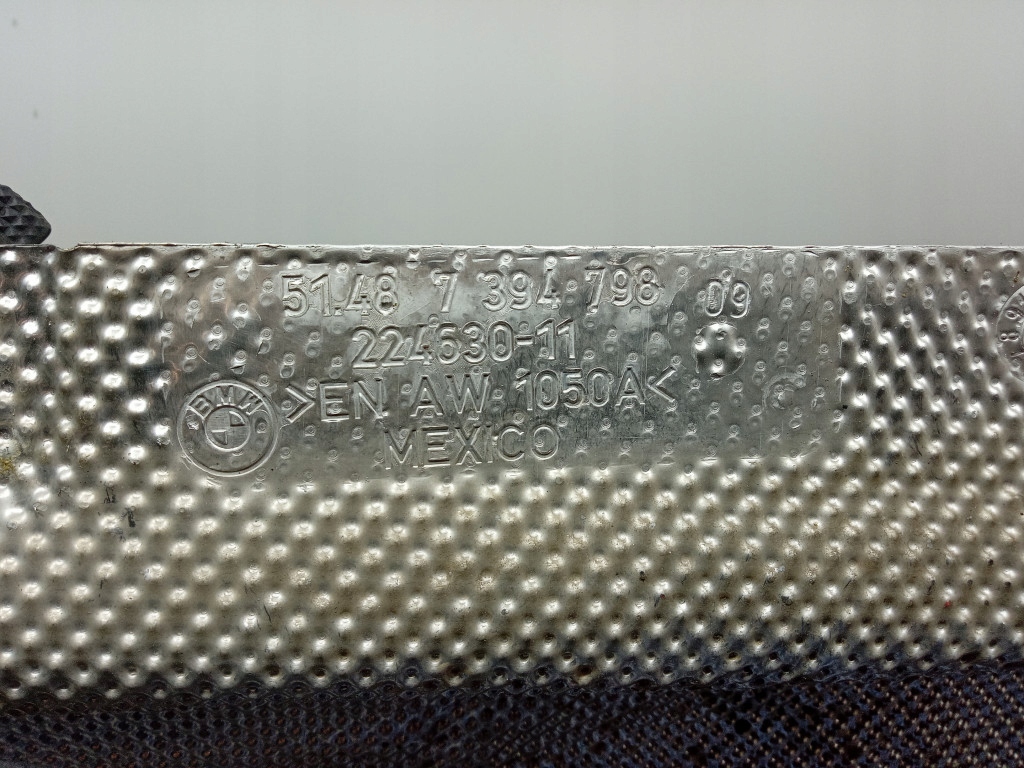 51.48 7 394 798 09
224630-11
BMW
>EN AW 1050A<
MEXICO